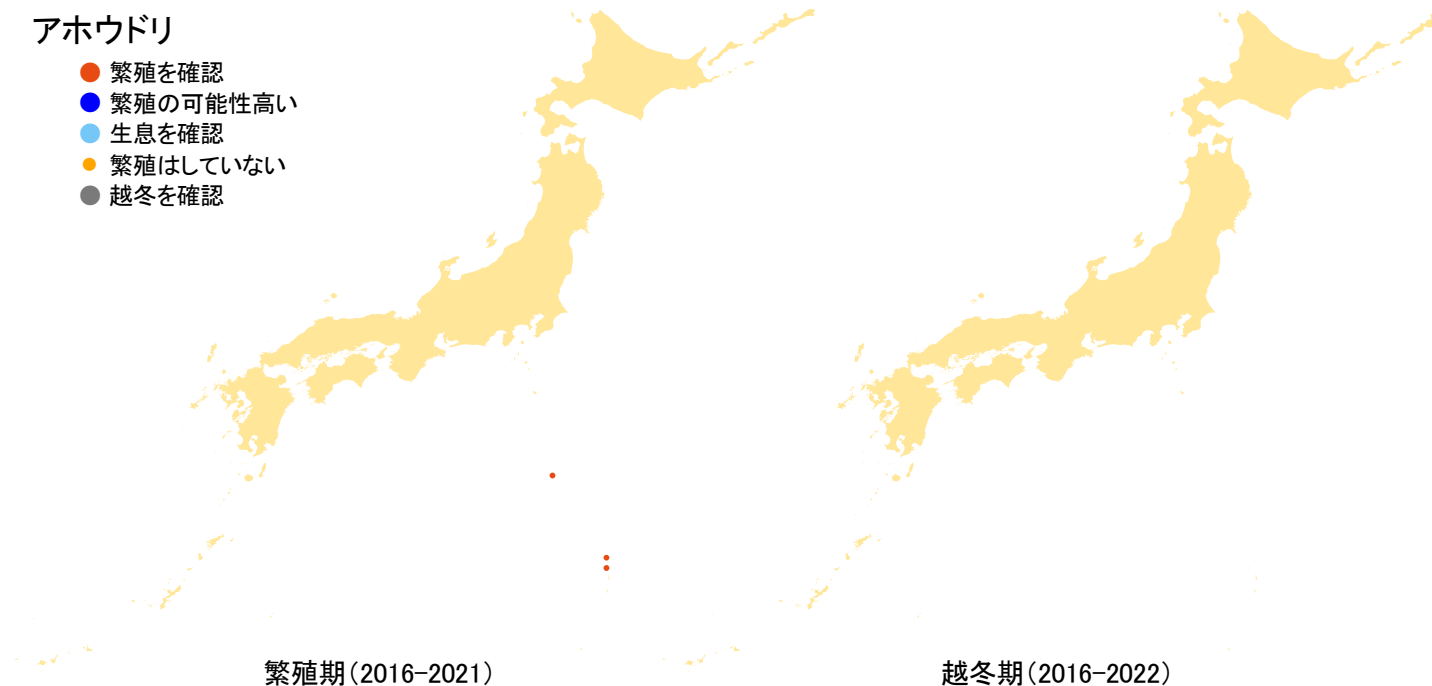 アホウドリ
繁殖を確認
繁殖の可能性高い
生息を確認
繁殖はしていない
越冬を確認
繁殖期（2016-2021）
越冬期（2016-2022）